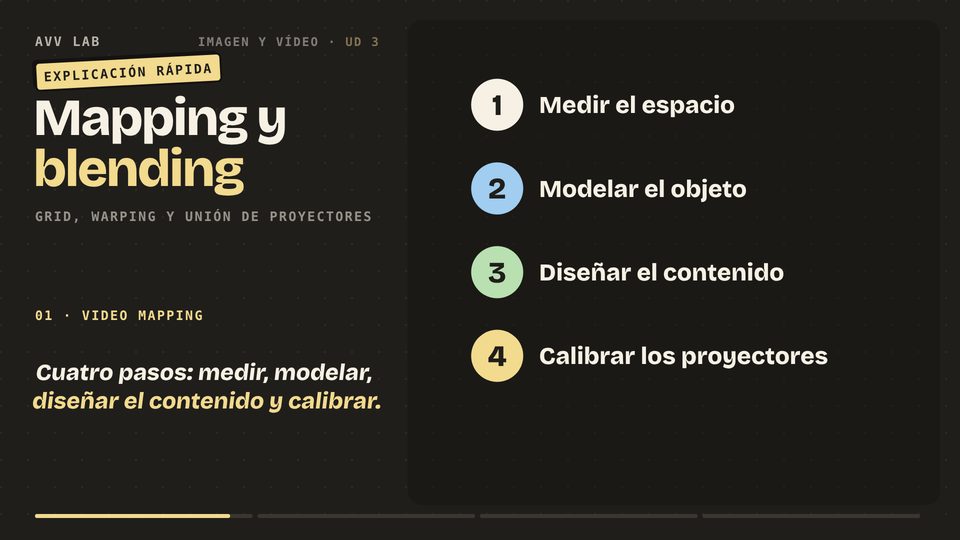 AVV LAB
IMAGEN Y VÍDEO · UD 3
EXPLICACIÓN RÁPIDA
Mapping y
blending
GRID, WARPING Y UNIÓN DE PROYECTORES
01 · VIDEO MAPPING
Cuatro pasos: medir, modelar,
diseñar el contenido y calibrar.
1 Medir el espacio
2 Modelar el objeto
3 Diseñar el contenido
4 Calibrar los proyectores